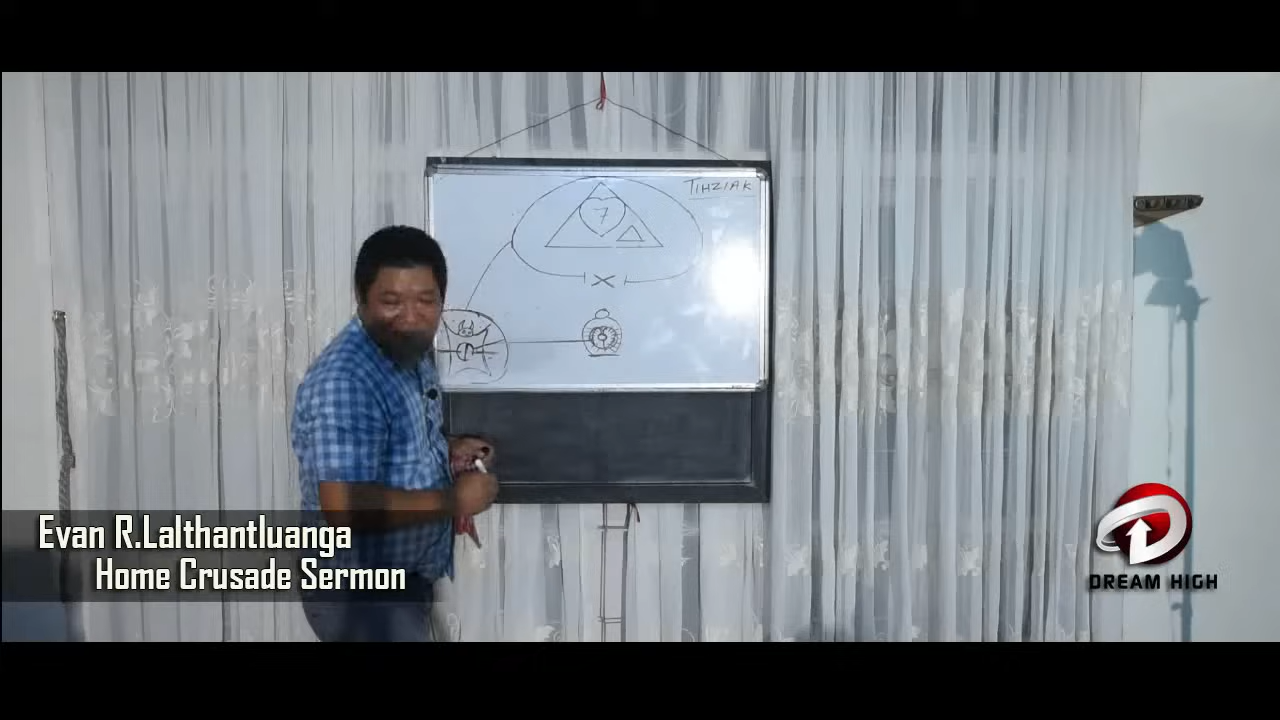 TIHZIAK
7
X
Evan R.Lalthantluanga
Home Crusade Sermon
DREAM HIGH